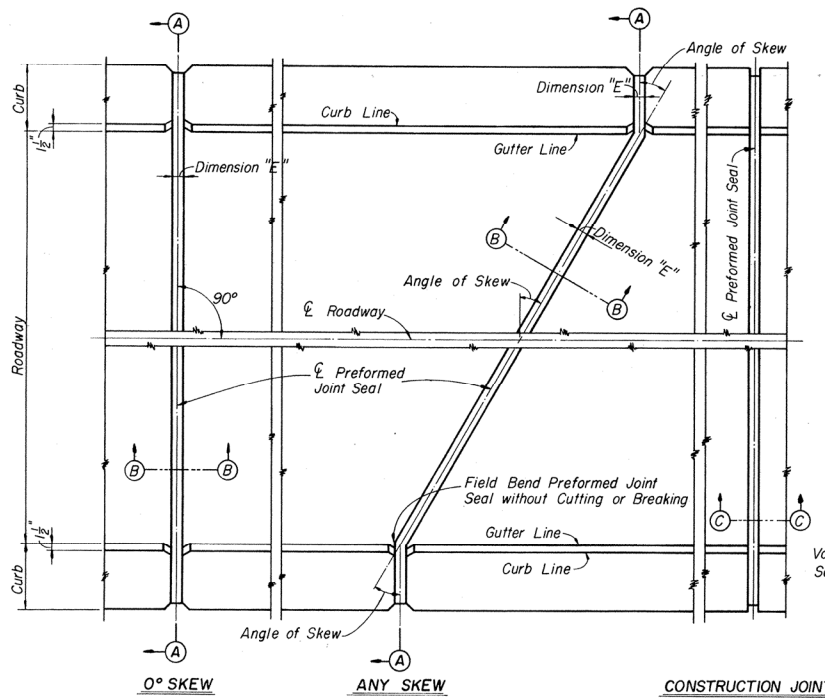 A
A
Angle of Skew
Dimension "E"
Curb
Curb Line
1½"
Gutter Line
Dimension "E"
℄ Preformed Joint Seal
B
Dimension "E"
Angle of Skew
B
90°
℄ Roadway
Roadway
℄ Preformed
Joint Seal
B
B
Field Bend Preformed Joint
Seal without Cutting or Breaking
C
C
1½"
Gutter Line
Curb Line
Curb
Angle of Skew
A
A
0° SKEW
ANY SKEW
CONSTRUCTION JOINT